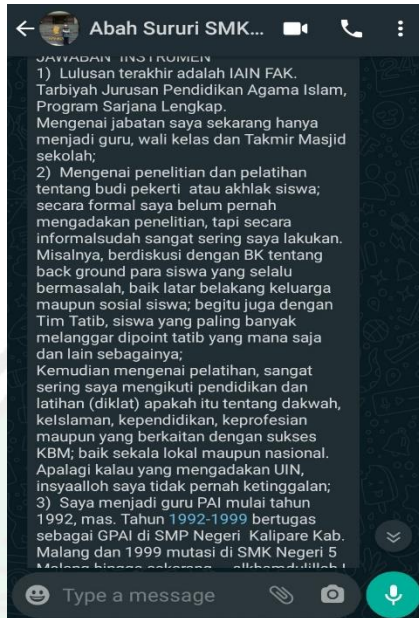 Abah Sururi SMK...
JAWABAN INSTRUMEN
1) Lulusan terakhir adalah IAIN FAK.
Tarbiyah Jurusan Pendidikan Agama Islam,
Program Sarjana Lengkap.
Mengenai jabatan saya sekarang hanya
menjadi guru, wali kelas dan Takmir Masjid
sekolah;
2) Mengenai penelitian dan pelatihan
tentang budi pekerti atau akhlak siswa;
secara formal saya belum pernah
mengadakan penelitian, tapi secara
informalsudah sangat sering saya lakukan.
Misalnya, berdiskusi dengan BK tentang
back ground para siswa yang selalu
bermasalah, baik latar belakang keluarga
maupun sosial siswa; begitu juga dengan
Tim Tatib, siswa yang paling banyak
melanggar dipoint tatib yang mana saja
dan lain sebagainya;
Kemudian mengenai pelatihan, sangat
sering saya mengikuti pendidikan dan
latihan (diklat) apakah itu tentang dakwah,
keIslaman, kependidikan, keprofesian
maupun yang berkaitan dengan sukses
KBM; baik sekala lokal maupun nasional.
Apalagi kalau yang mengadakan UIN,
insyaalloh saya tidak pernah ketinggalan;
3) Saya menjadi guru PAI mulai tahun
1992, mas. Tahun 1992-1999 bertugas
sebagai GPAI di SMP Negeri Kalipare Kab.
Malang dan 1999 mutasi di SMK Negeri 5
Malang hingga sekarang
Type a message